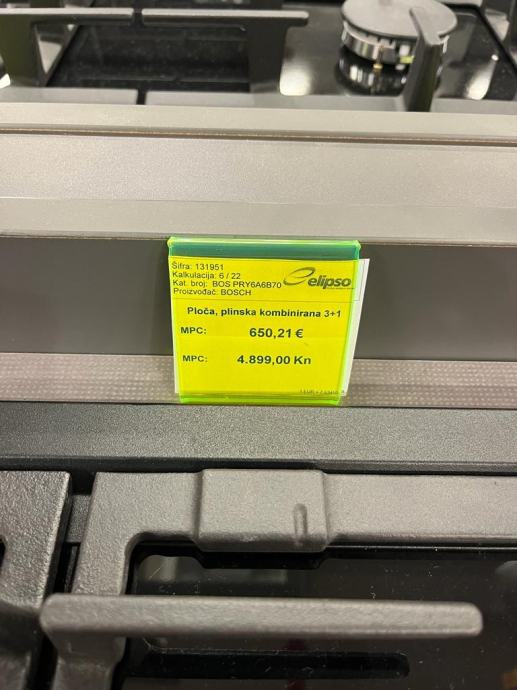 Šifra: 131951
Kalkulacija: 6 / 22
Kat. broj: BOS PRY6A6B70
Proizvođač: BOSCH
elipso
Ploča, plinska kombinirana 3+1
MPC: 650,21 €
MPC: 4.899,00 Kn